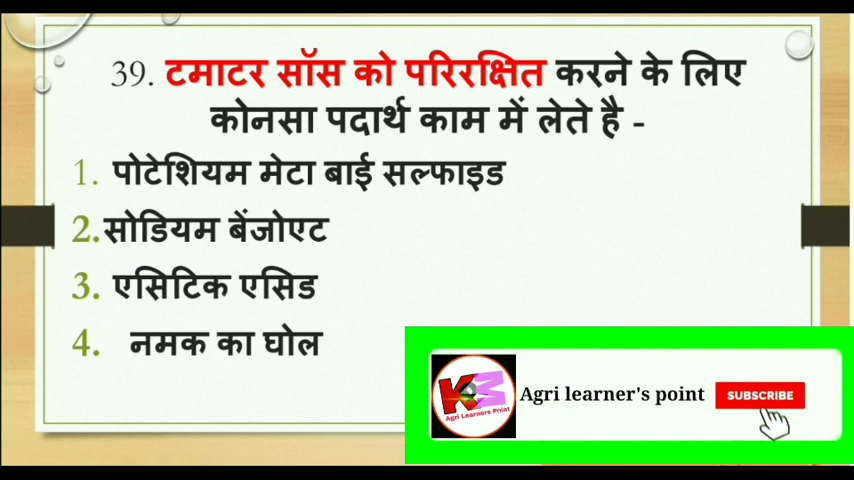 39. टमाटर सॉस को परिरक्षित करने के लिए
कोनसा पदार्थ काम में लेते है -
1. पोटेशियम मेटा बाई सल्फाइड
2.सोडियम बेंजोएट
3. एसिटिक एसिड
4. नमक का घोल
Agri learner's point SUBSCRIBE
Agri Learners Point